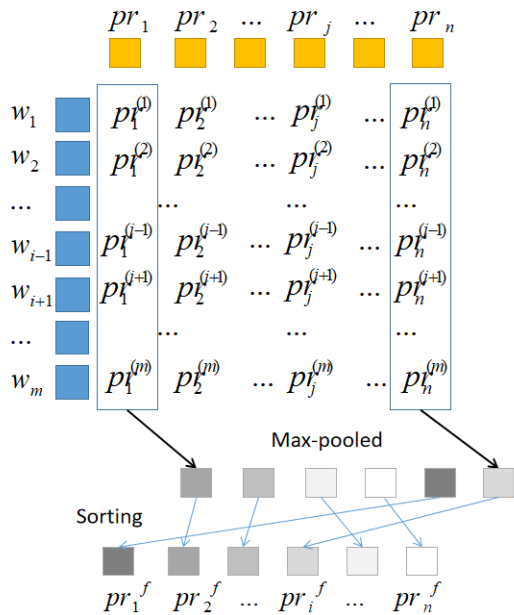 pr₁ pr₂ ... prⱼ ... prₙ
w₁ pr₁⁽¹⁾ pr₂⁽¹⁾ ... prⱼ⁽¹⁾ ... prₙ⁽¹⁾
w₂ pr₁⁽²⁾ pr₂⁽²⁾ ... prⱼ⁽²⁾ ... prₙ⁽²⁾
... ... ... ...
wᵢ₋₁ pr₁⁽ⁱ⁻¹⁾ pr₂⁽ⁱ⁻¹⁾ ... prⱼ⁽ⁱ⁻¹⁾ ... prₙ⁽ⁱ⁻¹⁾
wᵢ₊₁ pr₁⁽ⁱ⁺¹⁾ pr₂⁽ⁱ⁺¹⁾ ... prⱼ⁽ⁱ⁺¹⁾ ... prₙ⁽ⁱ⁺¹⁾
... ... ... ...
wₘ pr₁⁽ᵐ⁾ pr₂⁽ᵐ⁾ ... prⱼ⁽ᵐ⁾ ... prₙ⁽ᵐ⁾
Max-pooled
Sorting
pr₁ᶠ pr₂ᶠ ... prᵢᶠ ... prₙᶠ